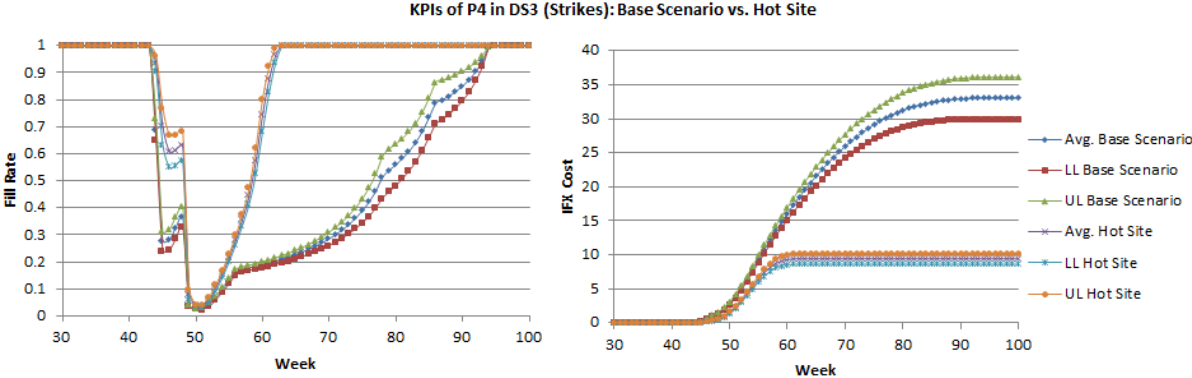 KPIs of P4 in DS3 (Strikes): Base Scenario vs. Hot Site
Fill Rate
1
0.9
0.8
0.7
0.6
0.5
0.4
0.3
0.2
0.1
0
30 40 50 60 70 80 90 100
Week
IFX Cost
40
35
30
25
20
15
10
5
0
30 40 50 60 70 80 90 100
Week
Avg. Base Scenario
LL Base Scenario
UL Base Scenario
Avg. Hot Site
LL Hot Site
UL Hot Site